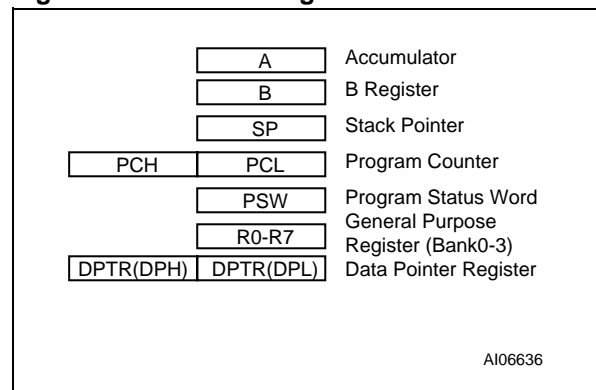 A Accumulator
B B Register
SP Stack Pointer
PCH PCL Program Counter
PSW Program Status Word
R0-R7 General Purpose
Register (Bank0-3)
DPTR(DPH) DPTR(DPL) Data Pointer Register
AI06636